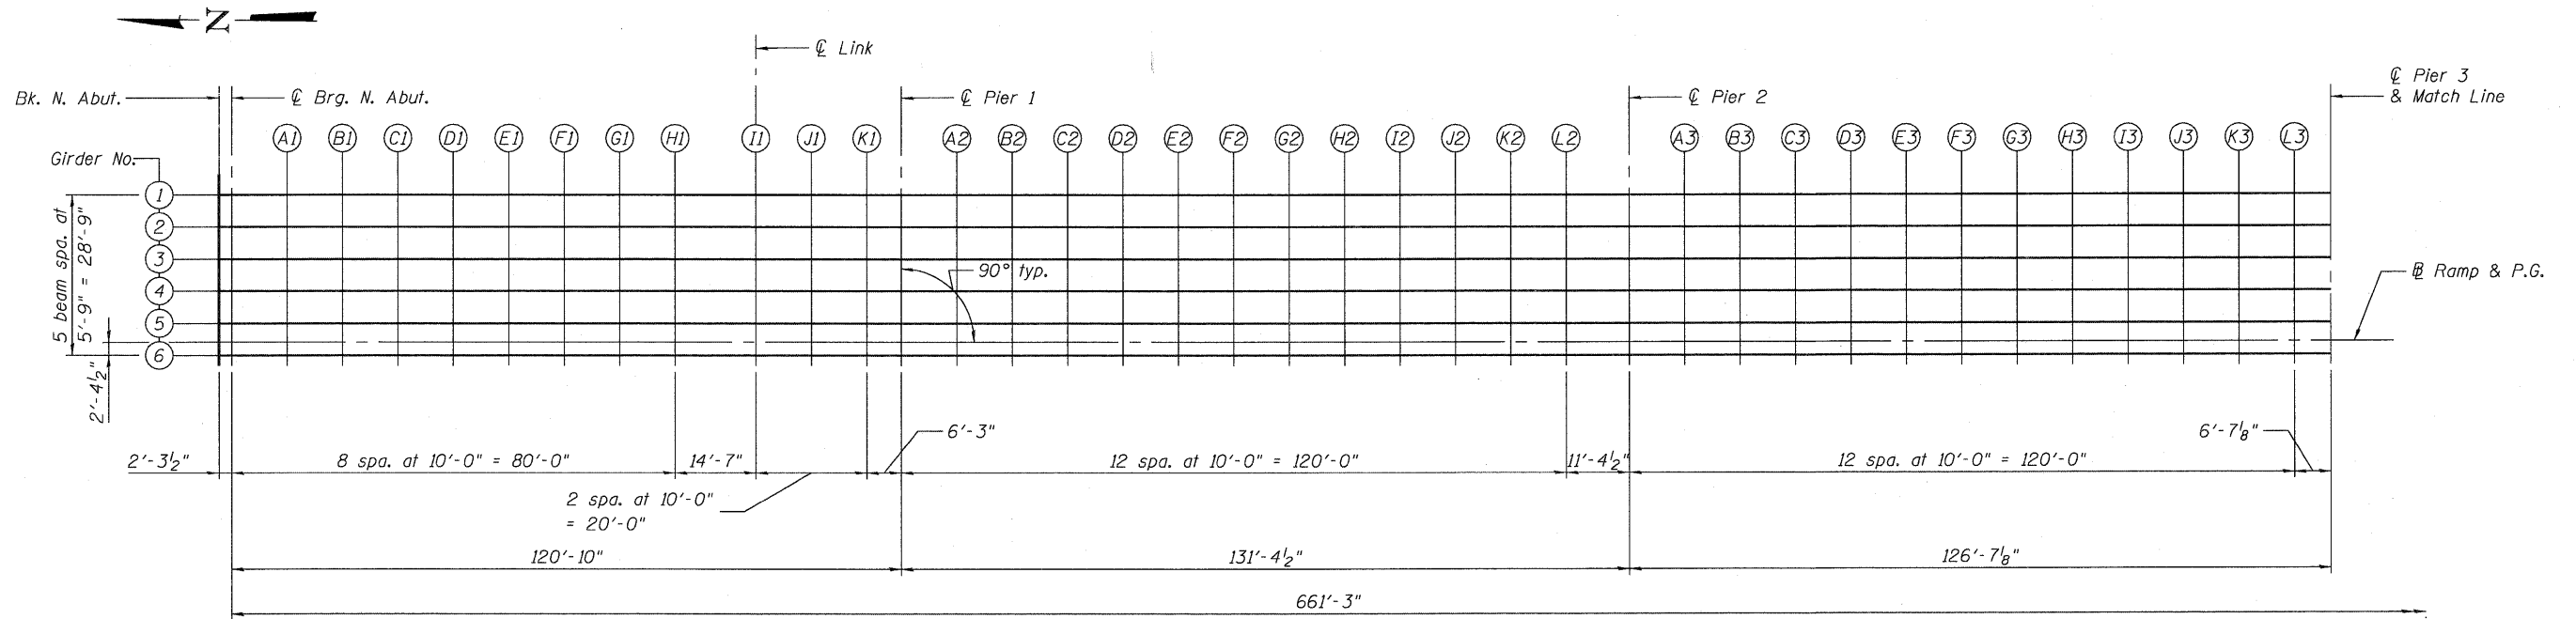 N
℄ Link
Bk. N. Abut.
℄ Brg. N. Abut.
℄ Pier 1
℄ Pier 2
℄ Pier 3
& Match Line
A1 B1 C1 D1 E1 F1 G1 H1 I1 J1 K1 A2 B2 C2 D2 E2 F2 G2 H2 I2 J2 K2 L2 A3 B3 C3 D3 E3 F3 G3 H3 I3 J3 K3 L3
Girder No.
1
2
3
4
5
6
5 beam spa. at
5'-9" = 28'-9"
2'-4½"
90° typ.
℄ Ramp & P.G.
2'-3½"
8 spa. at 10'-0" = 80'-0"
14'-7"
6'-3"
12 spa. at 10'-0" = 120'-0"
11'-4½"
12 spa. at 10'-0" = 120'-0"
6'-7⅛"
2 spa. at 10'-0"
= 20'-0"
120'-10"
131'-4½"
126'-7⅛"
661'-3"